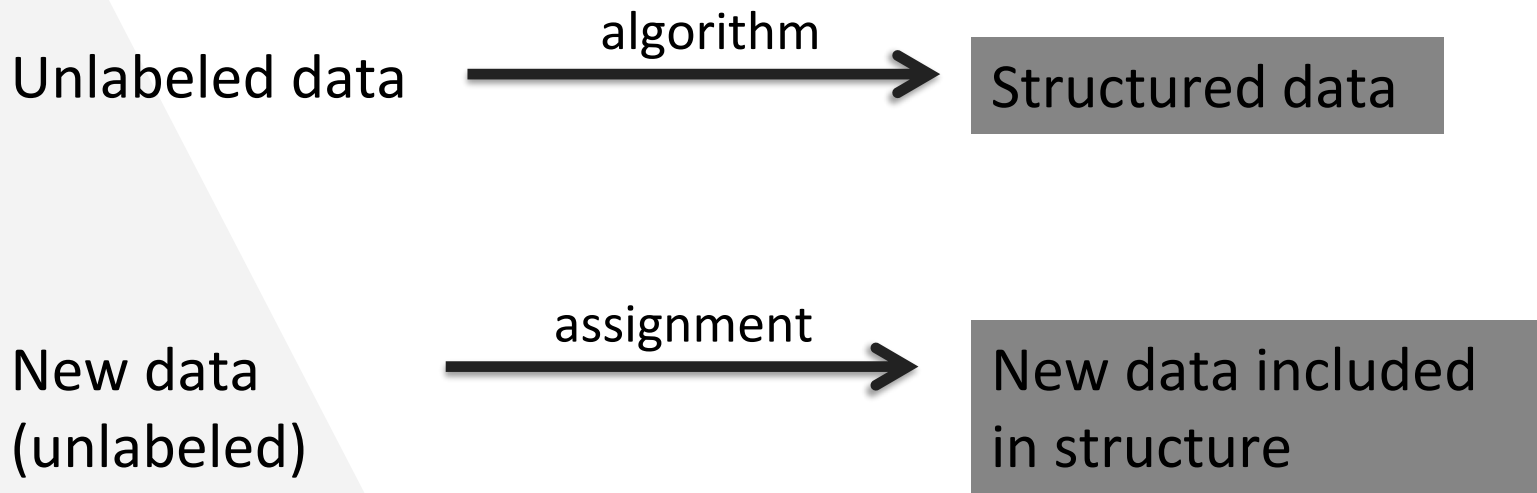 algorithm
Unlabeled data
Structured data
assignment
New data
(unlabeled)
New data included
in structure